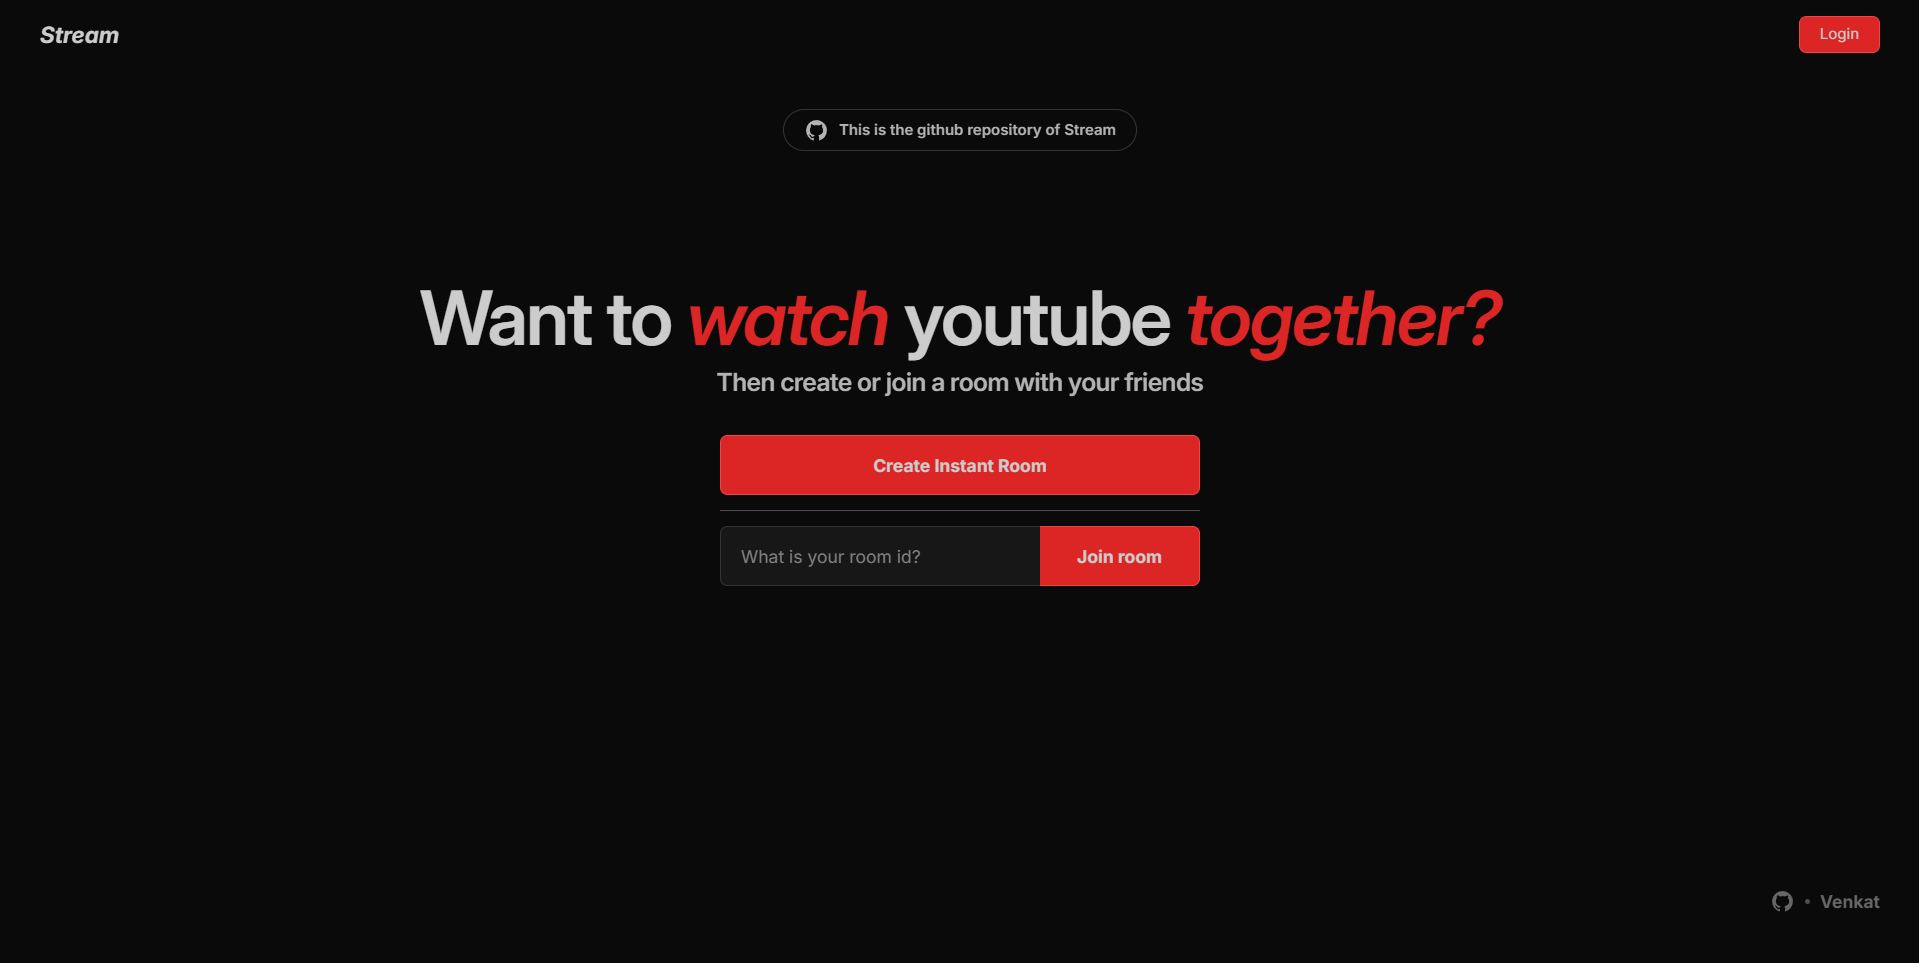 Stream
Login
This is the github repository of Stream
Want to watch youtube together?
Then create or join a room with your friends
Create Instant Room
What is your room id?
Join room
• Venkat